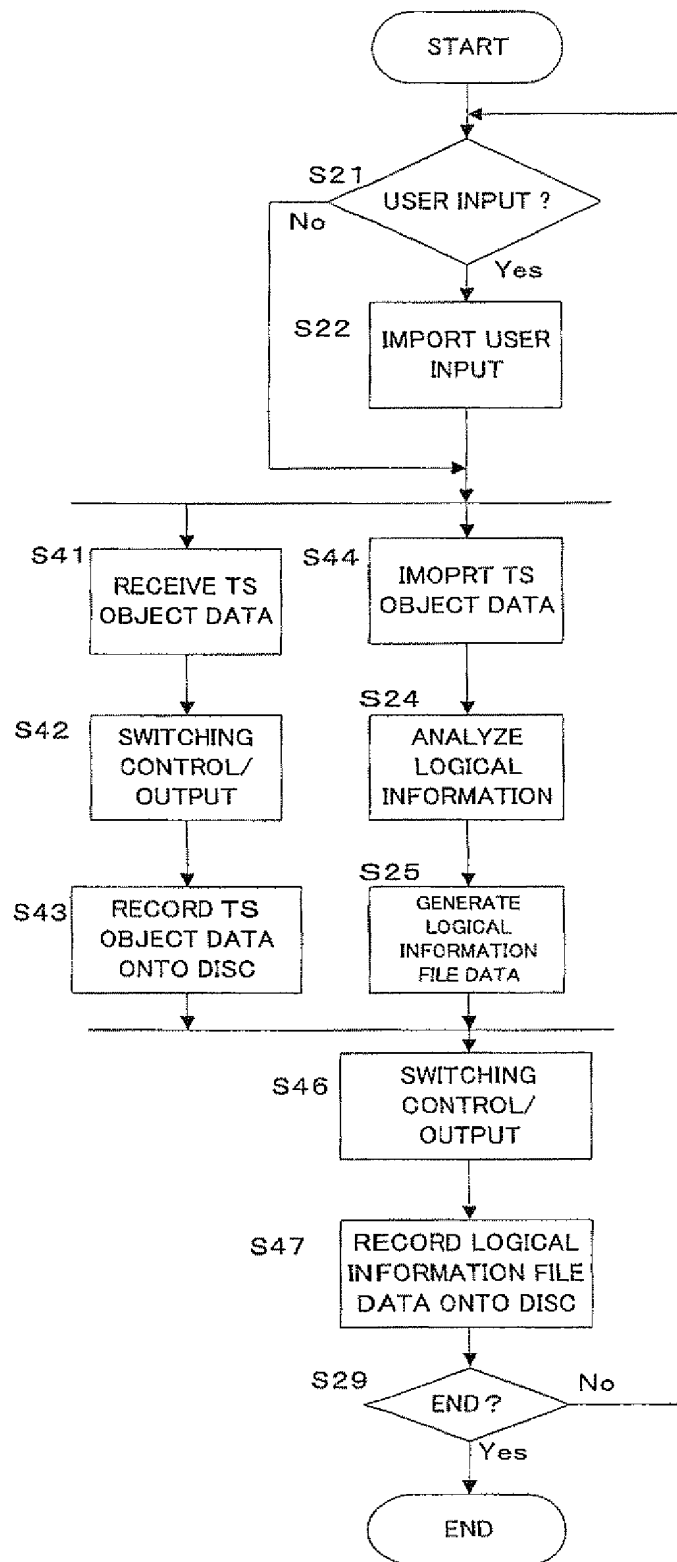 START
S21
USER INPUT ?
No
Yes
S22
IMPORT USER
INPUT
S41
RECEIVE TS
OBJECT DATA
S44
IMOPRT TS
OBJECT DATA
S42
SWITCHING
CONTROL/
OUTPUT
S24
ANALYZE
LOGICAL
INFORMATION
S43
RECORD TS
OBJECT DATA
ONTO DISC
S25
GENERATE
LOGICAL
INFORMATION
FILE DATA
S46
SWITCHING
CONTROL/
OUTPUT
S47
RECORD LOGICAL
INFORMATION FILE
DATA ONTO DISC
S29
END ?
No
Yes
END